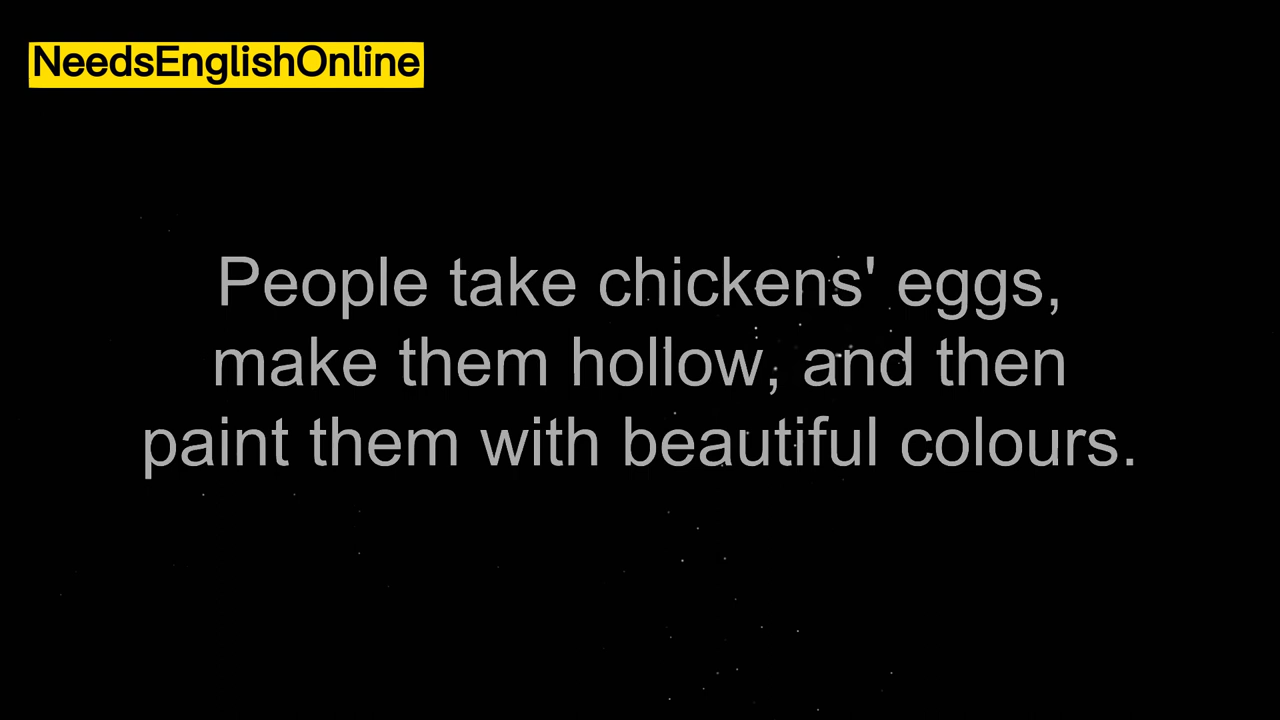 NeedsEnglishOnline
People take chickens' eggs,
make them hollow, and then
paint them with beautiful colours.